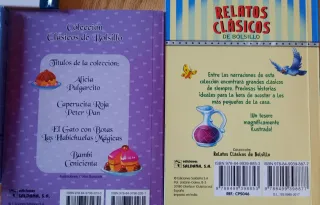 Colección
Clásicos de Bolsillo
Títulos de la colección:
Alicia
Pulgarcito
Caperucita Roja
Peter Pan
El Gato con Botas
Las Habichuelas Mágicas
Bambi
Cenicienta
ediciones
SALDAÑA, S.A.
RELATOS
CLÁSICOS
DE BOLSILLO
Entre las narraciones de esta
colección encontrará grandes clásicos
de siempre. Preciosas historias
ideales para la hora de acostar a los
más pequeños de la casa.
Un tesoro
magníficamente
ilustrado!
Colección
Relatos Clásicos de Bolsillo
ediciones
SALDAÑA, S.A.